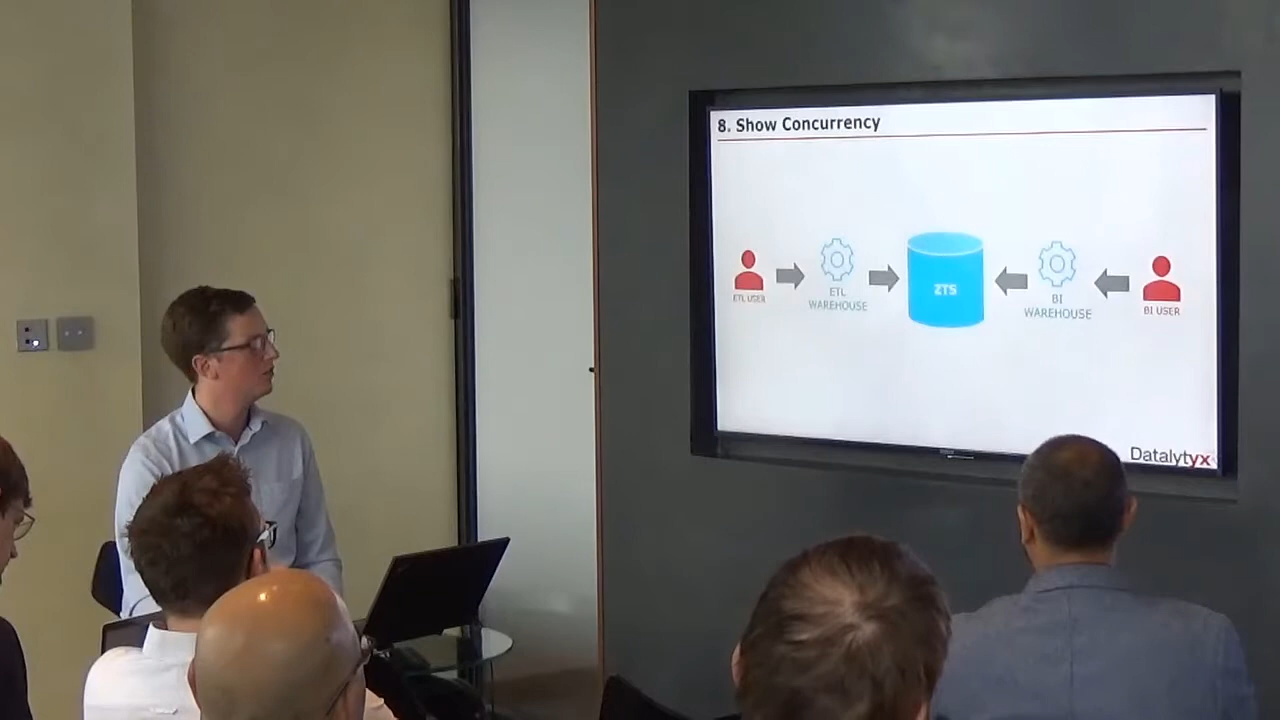 8. Show Concurrency
ETL USER
ETL
WAREHOUSE
ZTS
BI
WAREHOUSE
BI USER
Datalytyx